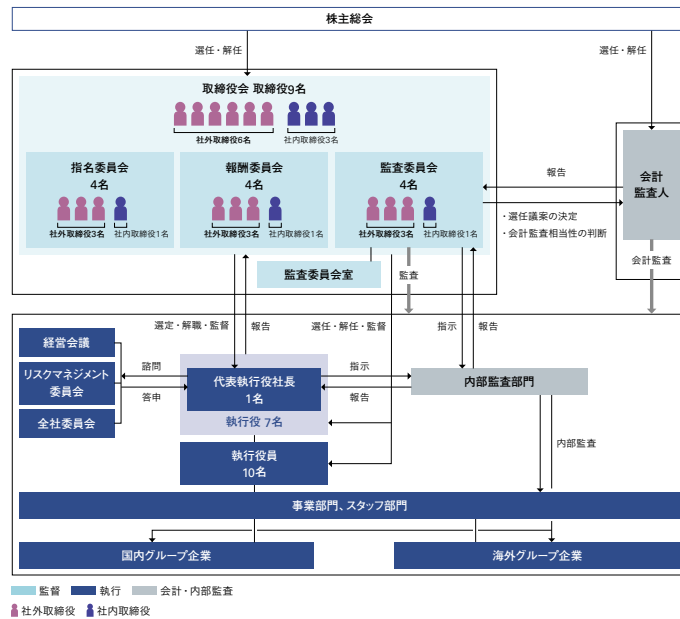 株主総会
選任・解任
選任・解任
取締役会 取締役9名
社外取締役6名
社内取締役3名
指名委員会
4名
社外取締役3名
社内取締役1名
報酬委員会
4名
社外取締役3名
社内取締役1名
監査委員会
4名
社外取締役3名
社内取締役1名
報告
・選任議案の決定
・会計監査相当性の判断
会計
監査人
監査委員会室
監査
会計監査
選定・解職・監督
報告
選任・解任・監督
指示
報告
経営会議
リスクマネジメント
委員会
全社委員会
諮問
答申
代表執行役社長
1名
執行役 7名
指示
報告
内部監査部門
執行役員
10名
内部監査
事業部門、スタッフ部門
国内グループ企業
海外グループ企業
監督
執行
会計・内部監査
社外取締役
社内取締役